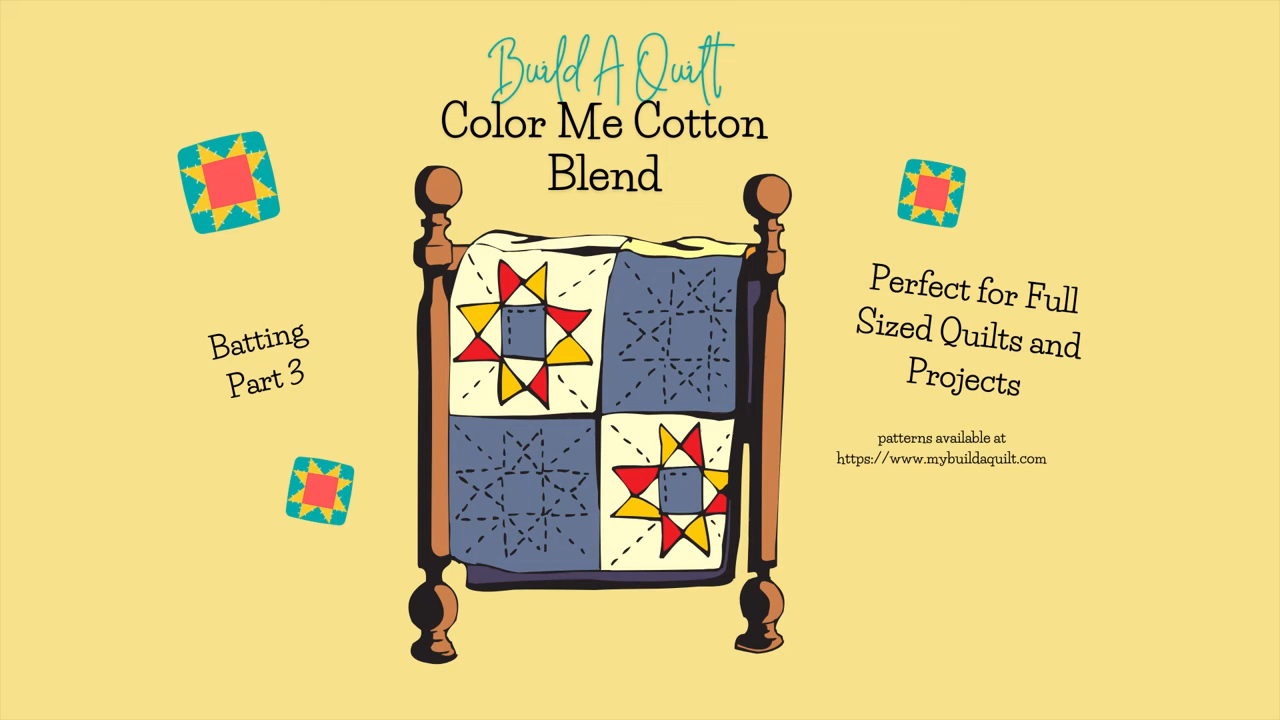 Build A Quilt
Color Me Cotton
Blend
Batting
Part 3
Perfect for Full
Sized Quilts and
Projects
patterns available at
https://www.mybuildaquilt.com